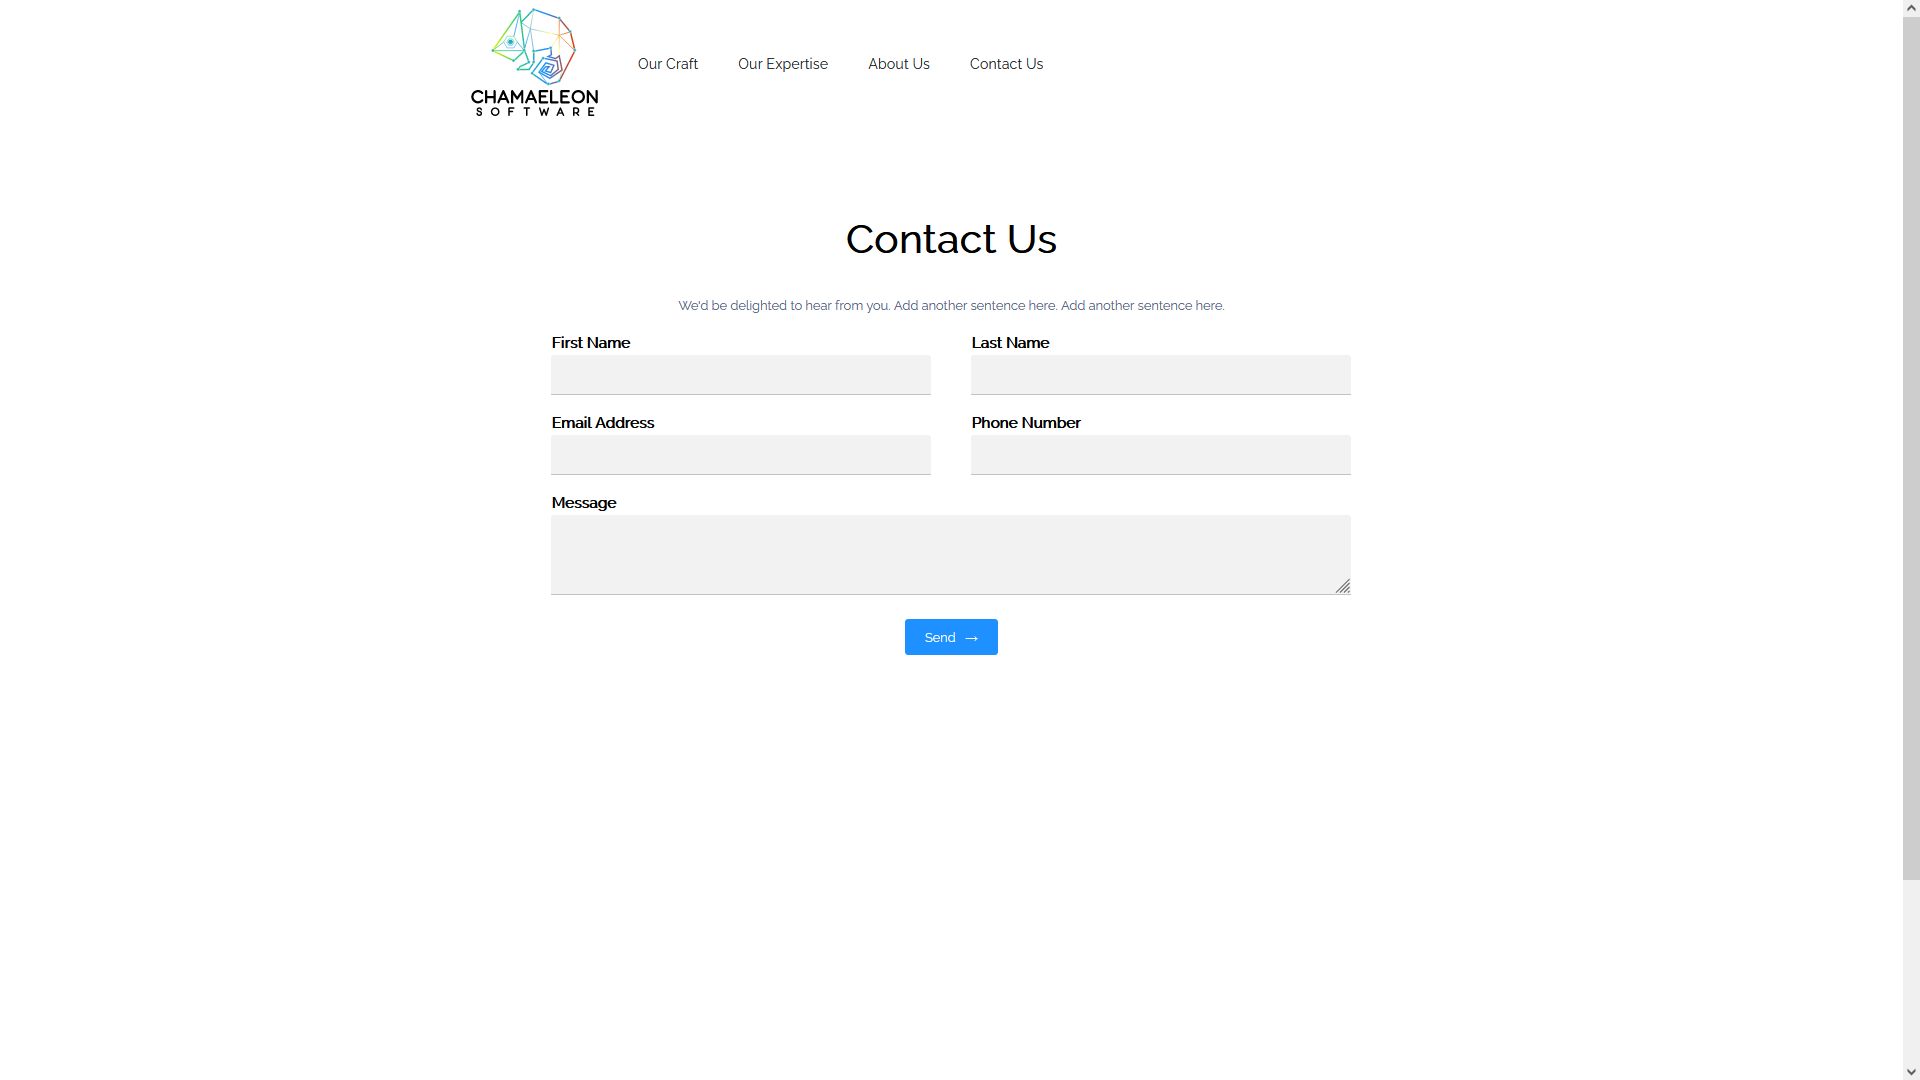 CHAMAELEON
SOFTWARE
Our Craft
Our Expertise
About Us
Contact Us
Contact Us
We'd be delighted to hear from you. Add another sentence here. Add another sentence here.
First Name
Last Name
Email Address
Phone Number
Message
Send →